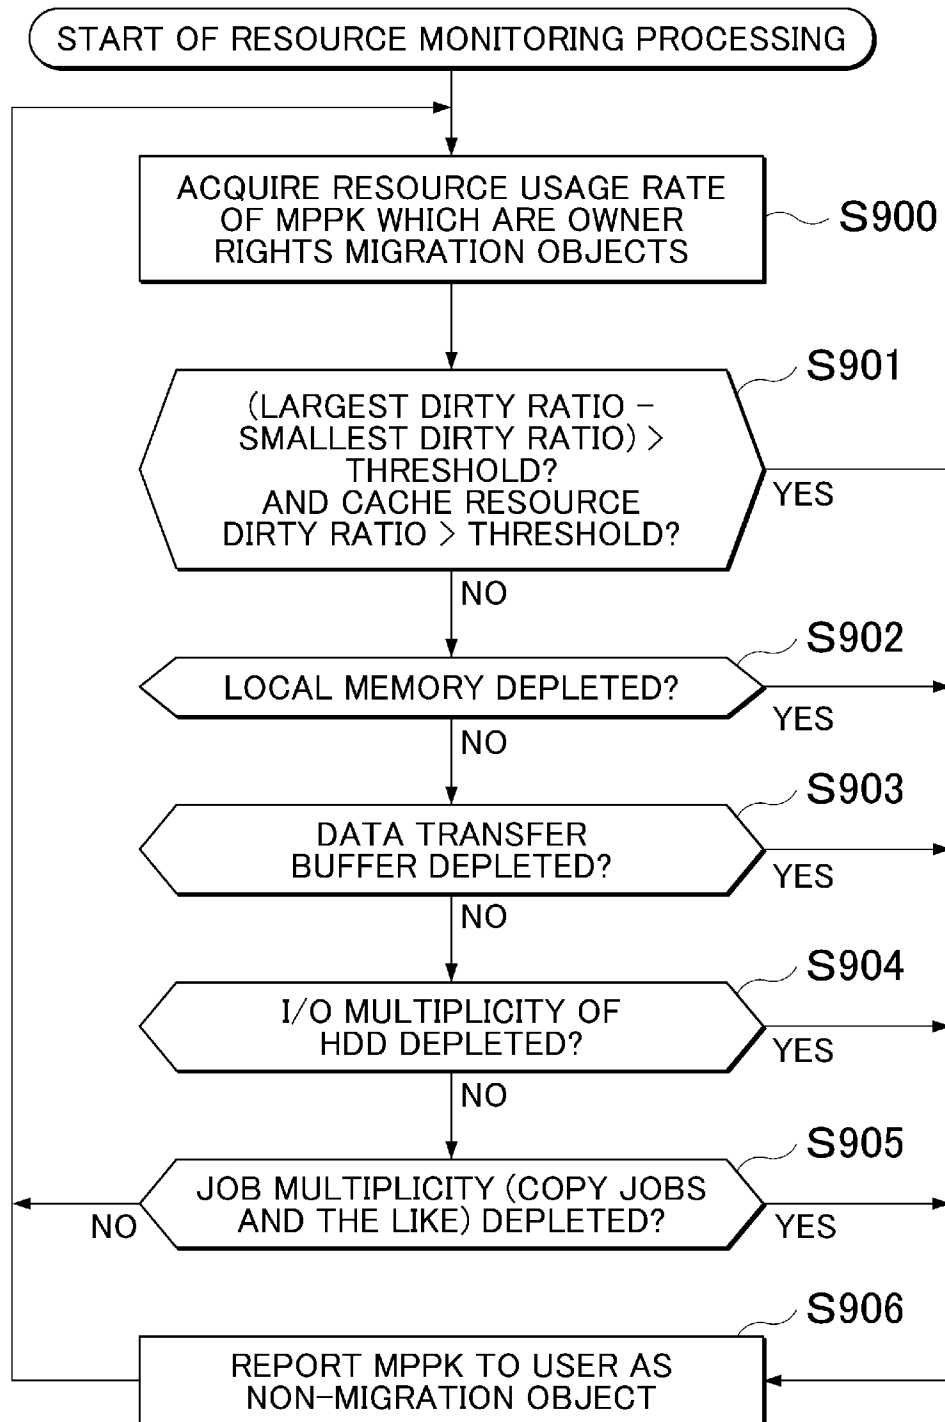 START OF RESOURCE MONITORING PROCESSING
ACQUIRE RESOURCE USAGE RATE
OF MPPK WHICH ARE OWNER
RIGHTS MIGRATION OBJECTS
S900
S901
(LARGEST DIRTY RATIO –
SMALLEST DIRTY RATIO) >
THRESHOLD?
AND CACHE RESOURCE
DIRTY RATIO > THRESHOLD?
YES
NO
S902
LOCAL MEMORY DEPLETED?
YES
NO
S903
DATA TRANSFER
BUFFER DEPLETED?
YES
NO
S904
I/O MULTIPLICITY OF
HDD DEPLETED?
YES
NO
S905
JOB MULTIPLICITY (COPY JOBS
AND THE LIKE) DEPLETED?
NO
YES
S906
REPORT MPPK TO USER AS
NON-MIGRATION OBJECT